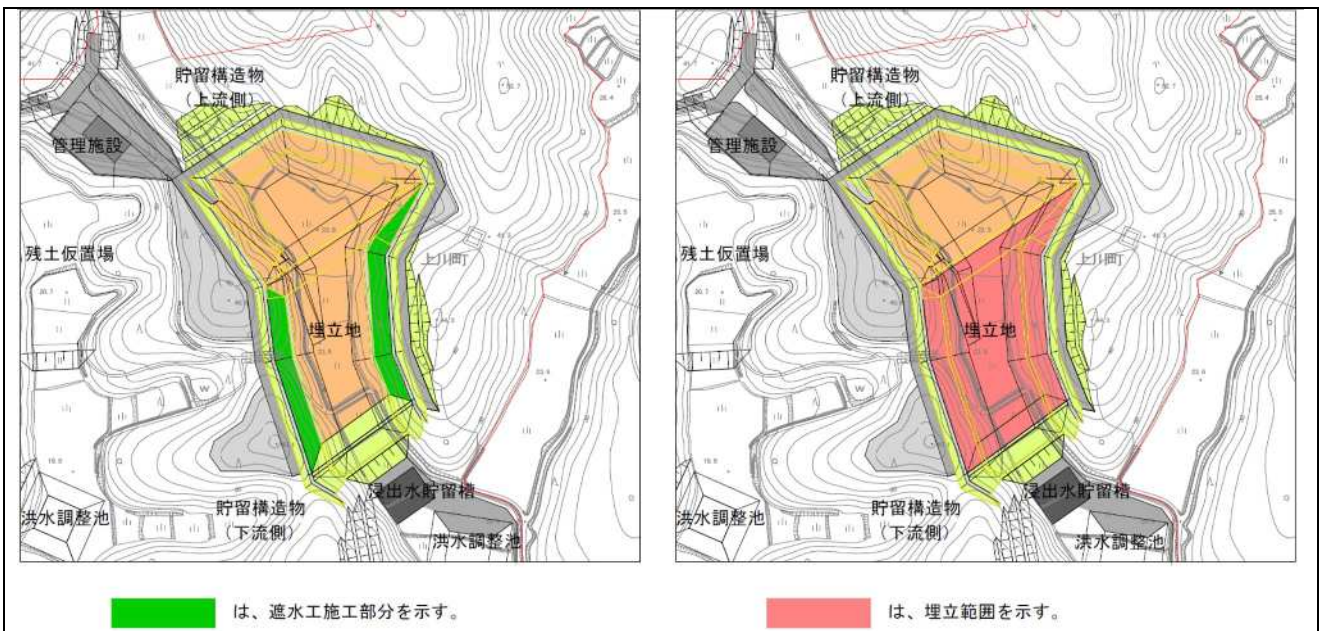 貯留構造物
（上流側）
管理施設
残土仮置場
上川町
埋立地
貯留構造物
（下流側）
浸出水貯留槽
洪水調整池
洪水調整池
は、遮水工施工部分を示す。
貯留構造物
（上流側）
管理施設
残土仮置場
上川町
埋立地
貯留構造物
（下流側）
浸出水貯留槽
洪水調整池
洪水調整池
は、埋立範囲を示す。